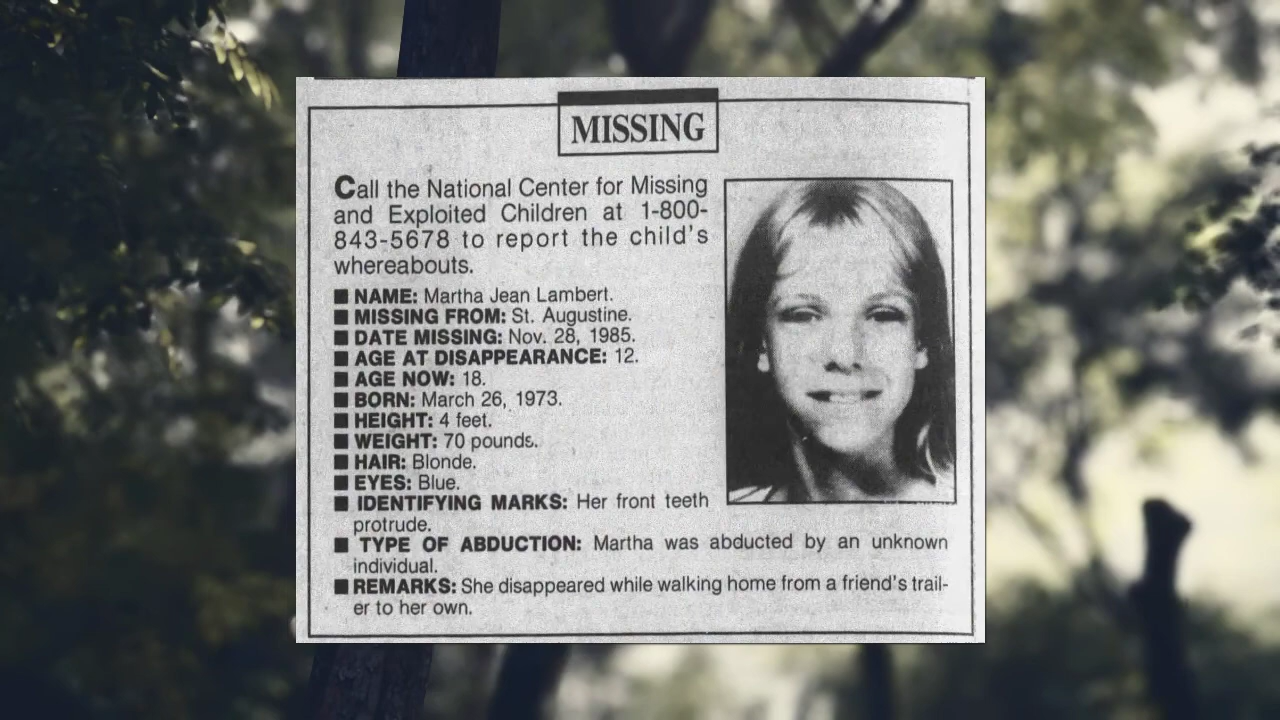 MISSING
Call the National Center for Missing
and Exploited Children at 1-800-
843-5678 to report the child's
whereabouts.
■ NAME: Martha Jean Lambert.
■ MISSING FROM: St. Augustine.
■ DATE MISSING: Nov. 28, 1985.
■ AGE AT DISAPPEARANCE: 12.
■ AGE NOW: 18.
■ BORN: March 26, 1973.
■ HEIGHT: 4 feet.
■ WEIGHT: 70 pounds.
■ HAIR: Blonde.
■ EYES: Blue.
■ IDENTIFYING MARKS: Her front teeth
protrude.
■ TYPE OF ABDUCTION: Martha was abducted by an unknown
individual.
■ REMARKS: She disappeared while walking home from a friend's trail-
er to her own.